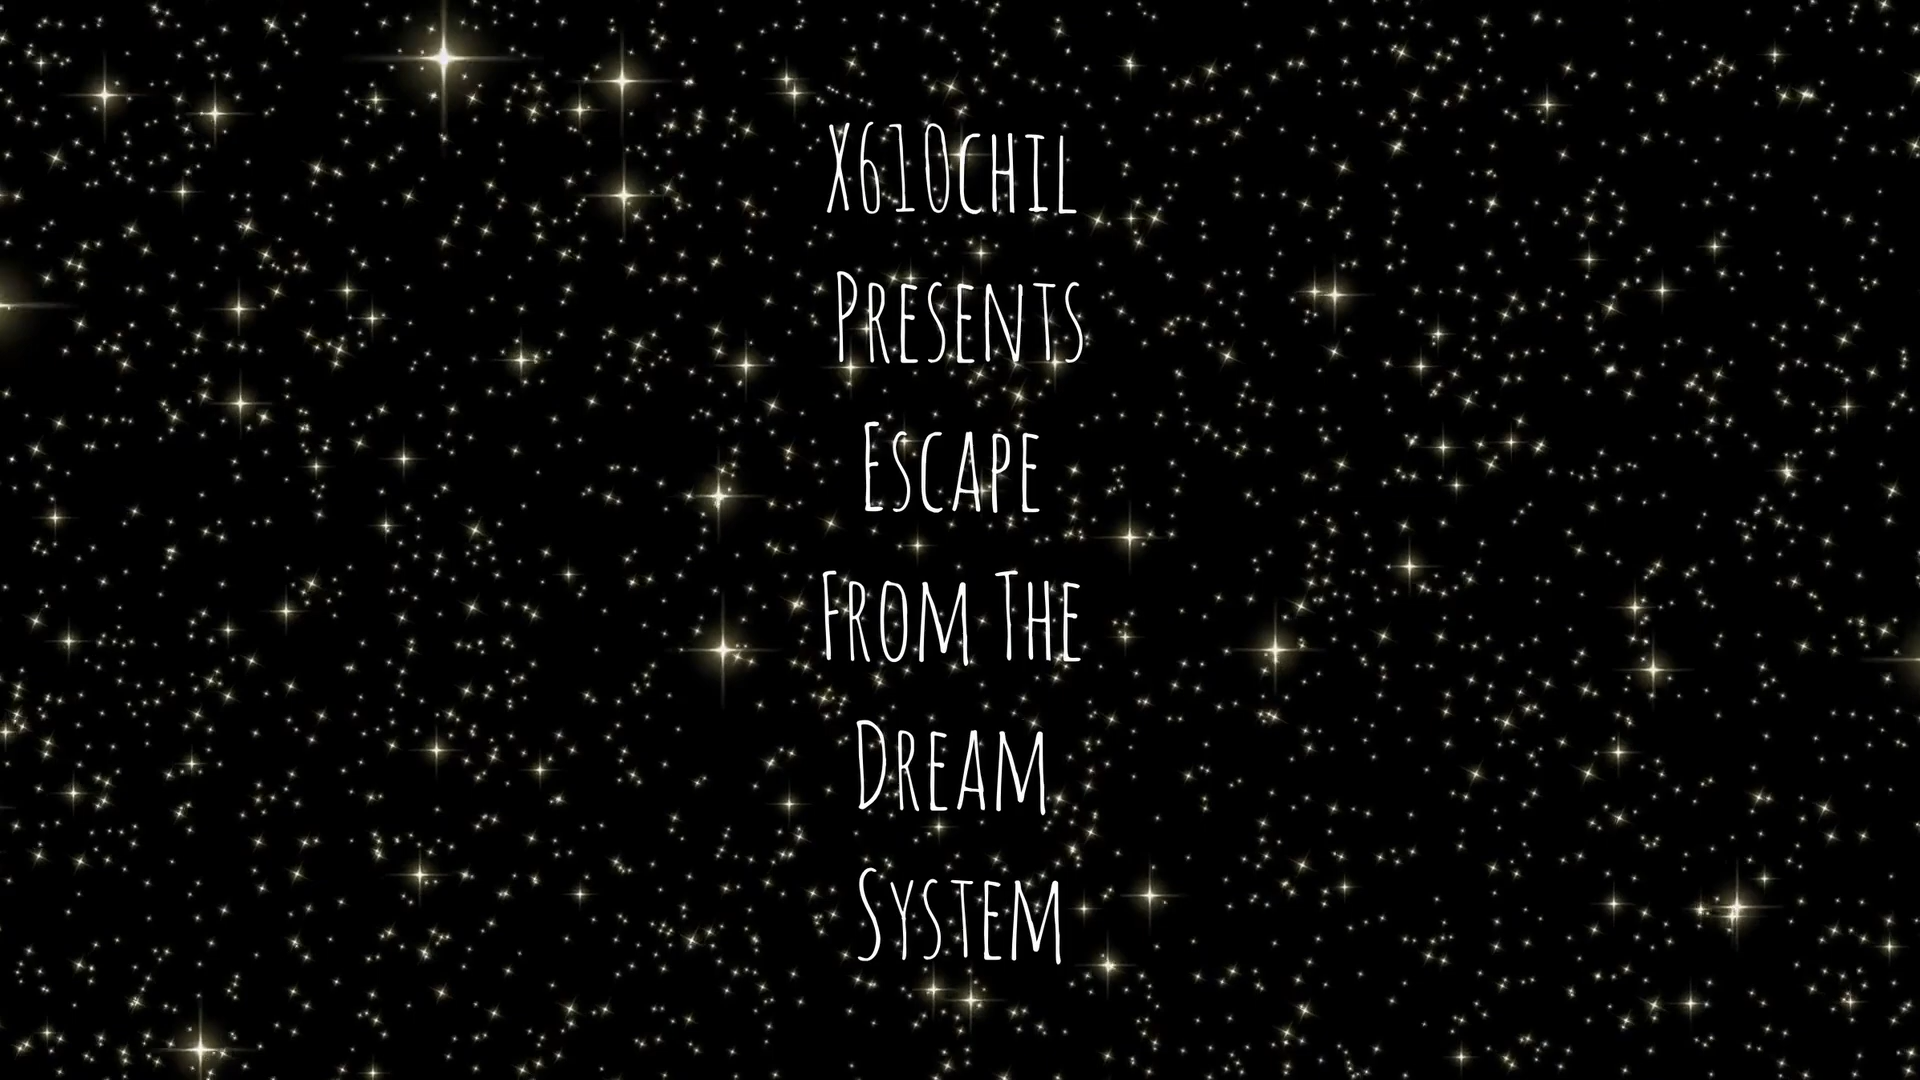 X610chil
Presents
Escape
From The
Dream
System